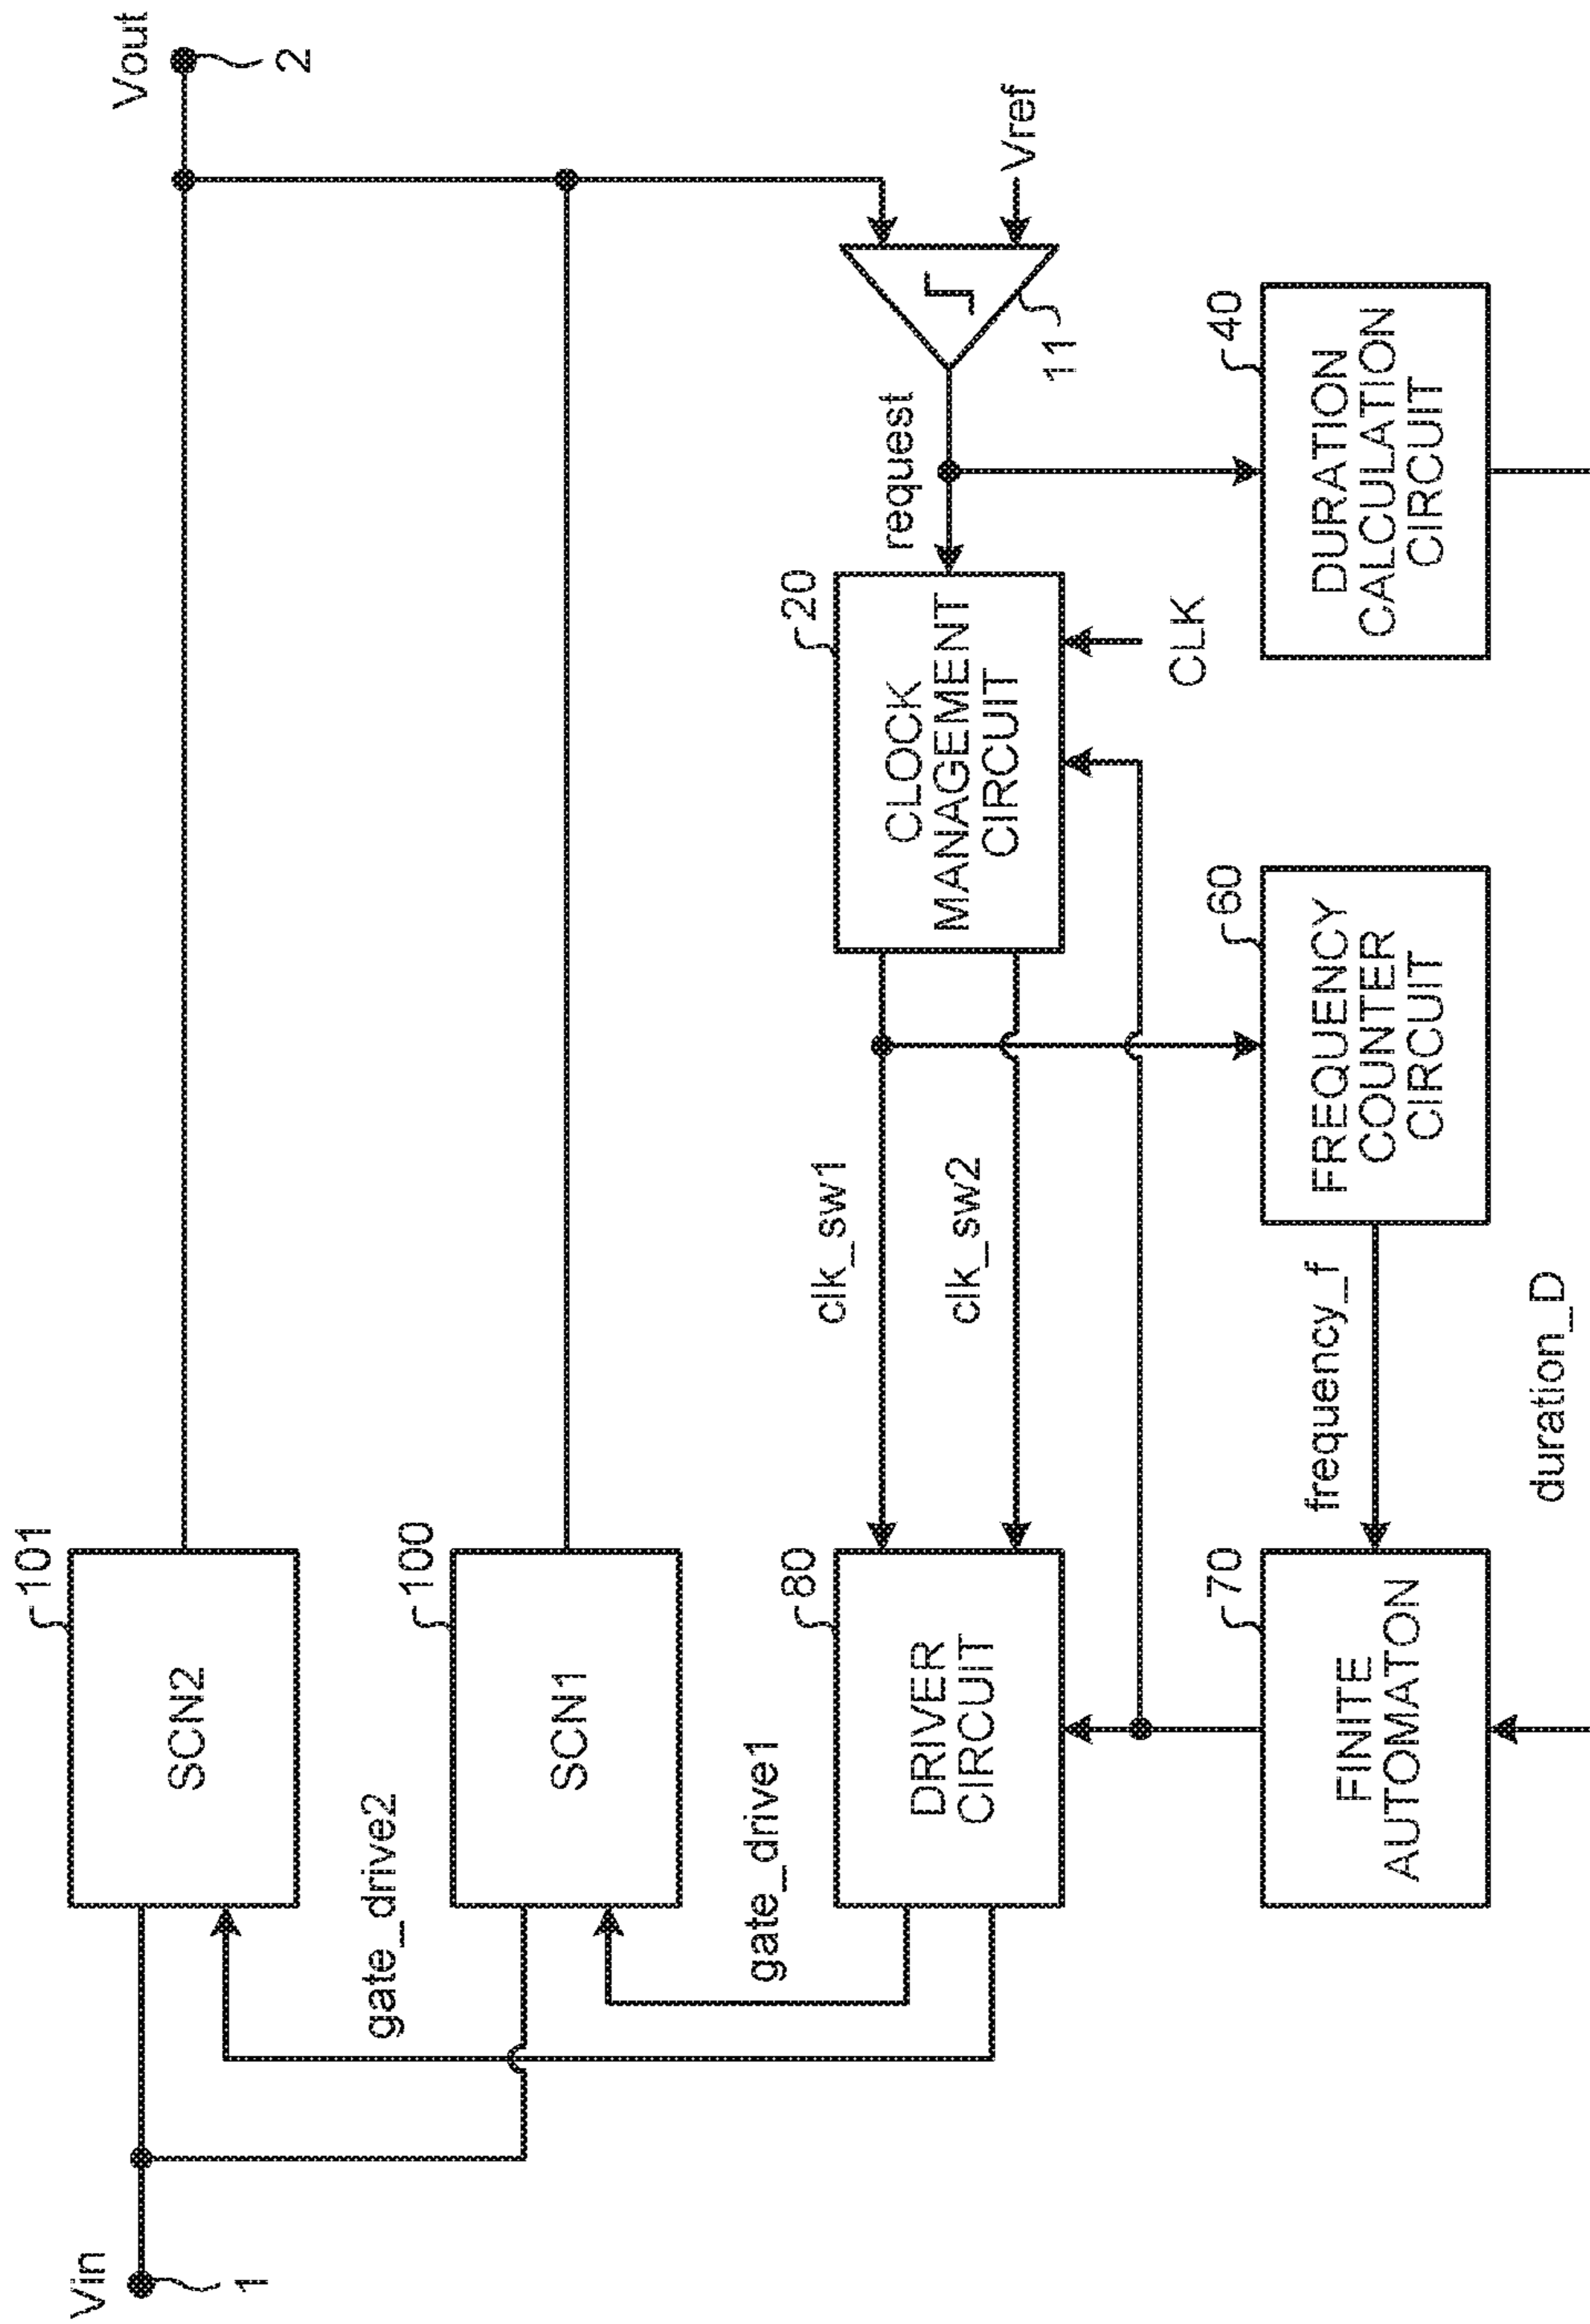 Vin
1
Vout
2
101
SCN2
gate_drive2
100
SCN1
gate_drive1
80
DRIVER
CIRCUIT
clk_sw1
clk_sw2
20
CLOCK
MANAGEMENT
CIRCUIT
request
CLK
11
Vref
70
FINITE
AUTOMATON
frequency_f
60
FREQUENCY
COUNTER
CIRCUIT
40
DURATION
CALCULATION
CIRCUIT
duration_D